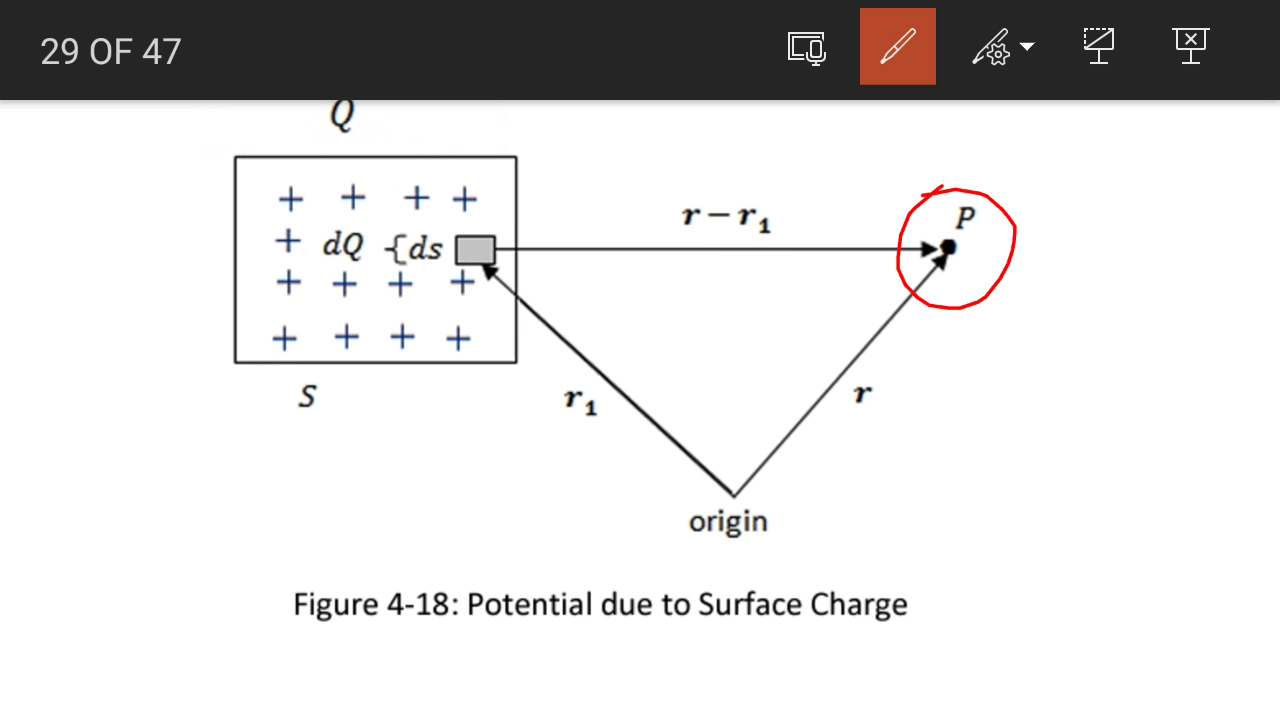 29 OF 47
Q
+ + + +
+ dQ {ds
+ + + +
+ + + +
S
r − r₁
P
r₁
r
origin
Figure 4-18: Potential due to Surface Charge